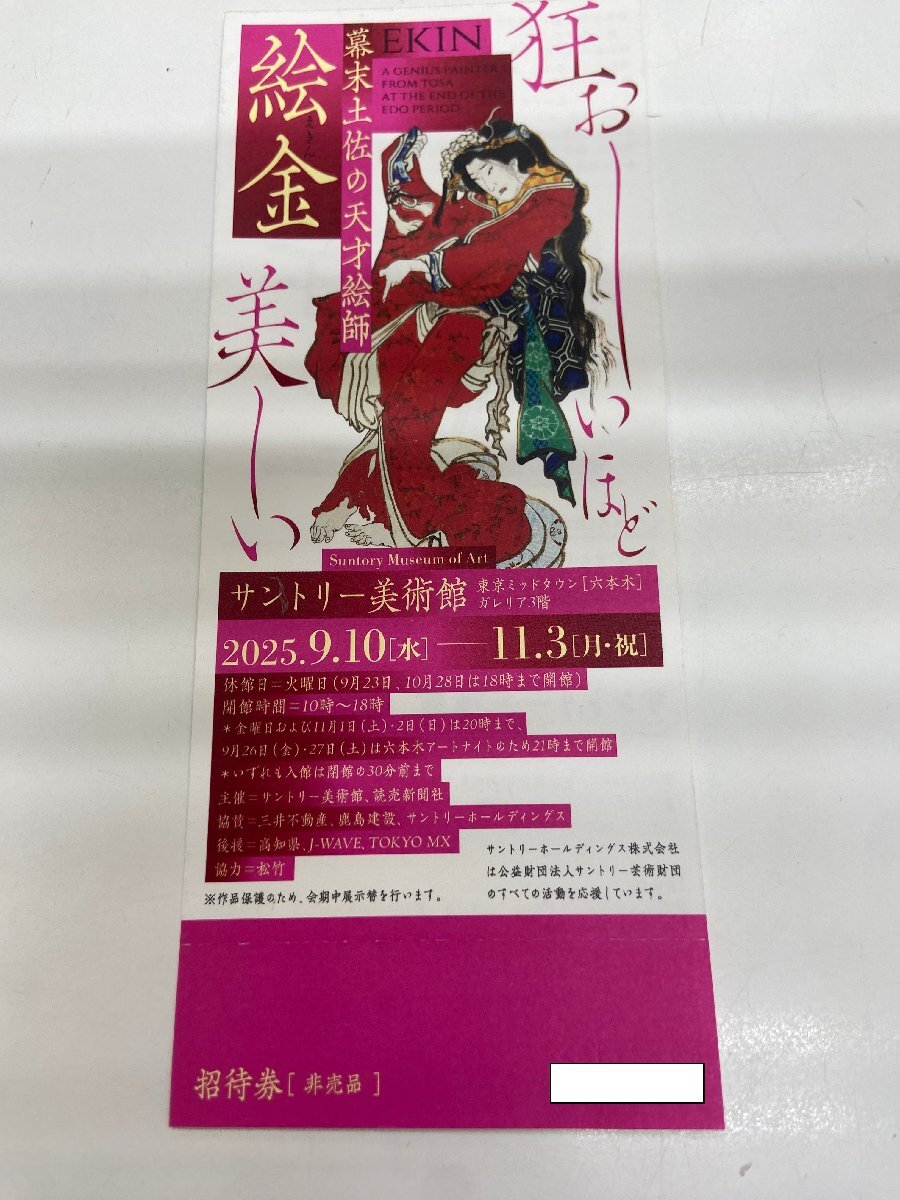 EKIN
A GENIUS PAINTER
FROM TOSA
AT THE END OF THE
EDO PERIOD
絵金
えきん
幕末土佐の天才絵師
狂おしいほど
美しい
Suntory Museum of Art
サントリー美術館
東京ミッドタウン[六本木]
ガレリア3階
2025.9.10[水]—11.3[月・祝]
休館日=火曜日(9月23日、10月28日は18時まで開館)
開館時間=10時〜18時
*金曜日および11月1日(土)・2日(日)は20時まで、
9月26日(金)・27日(土)は六本木アートナイトのため21時まで開館
*いずれも入館は閉館の30分前まで
主催=サントリー美術館、読売新聞社
協賛=三井不動産、鹿島建設、サントリーホールディングス
後援=高知県、J-WAVE、TOKYO MX
協力=松竹
※作品保護のため、会期中展示替を行います。
サントリーホールディングス株式会社
は公益財団法人サントリー芸術財団
のすべての活動を応援しています。
招待券[非売品]